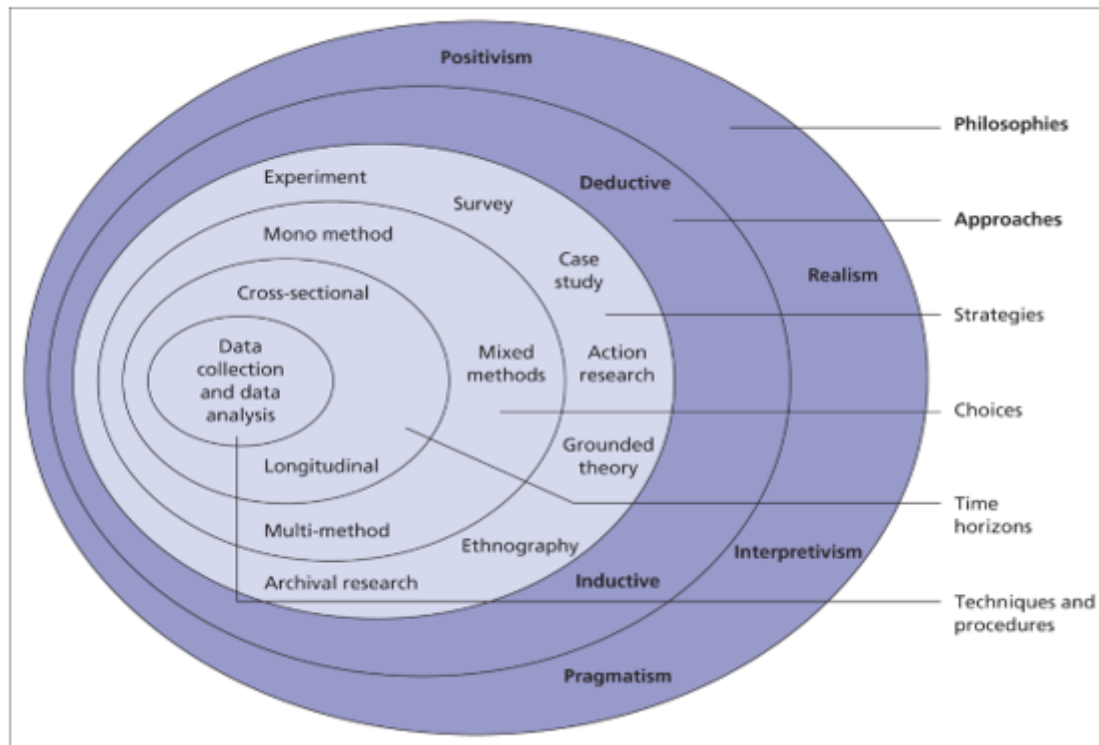 Positivism
Philosophies
Experiment
Deductive
Survey
Approaches
Mono method
Case
study
Realism
Cross-sectional
Strategies
Data
collection
and data
analysis
Mixed
methods
Action
research
Choices
Grounded
theory
Longitudinal
Time
horizons
Multi-method
Ethnography
Interpretivism
Archival research
Inductive
Techniques and
procedures
Pragmatism